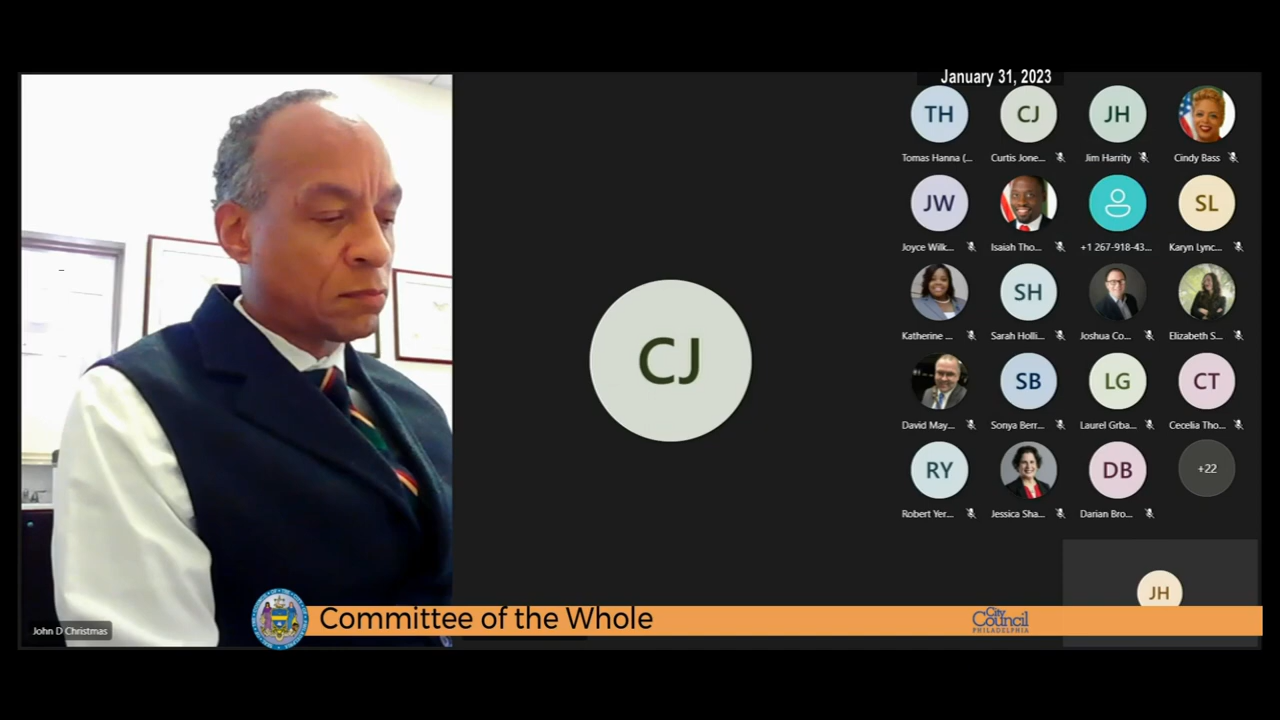 January 31, 2023
TH
CJ
JH
Tomas Hanna (...
Curtis Jone...
Jim Harrity
Cindy Bass
JW
SL
Joyce Wilk...
Isaiah Tho...
+1 267-918-43...
Karyn Lync...
SH
Katherine ...
Sarah Holli...
Joshua Co...
Elizabeth S...
SB
LG
CT
David May...
Sonya Berr...
Laurel Grba...
Cecelia Tho...
RY
DB
+22
Robert Yer...
Jessica Sha...
Darian Bro...
CJ
JH
John D Christmas
Committee of the Whole
City
Council
PHILADELPHIA